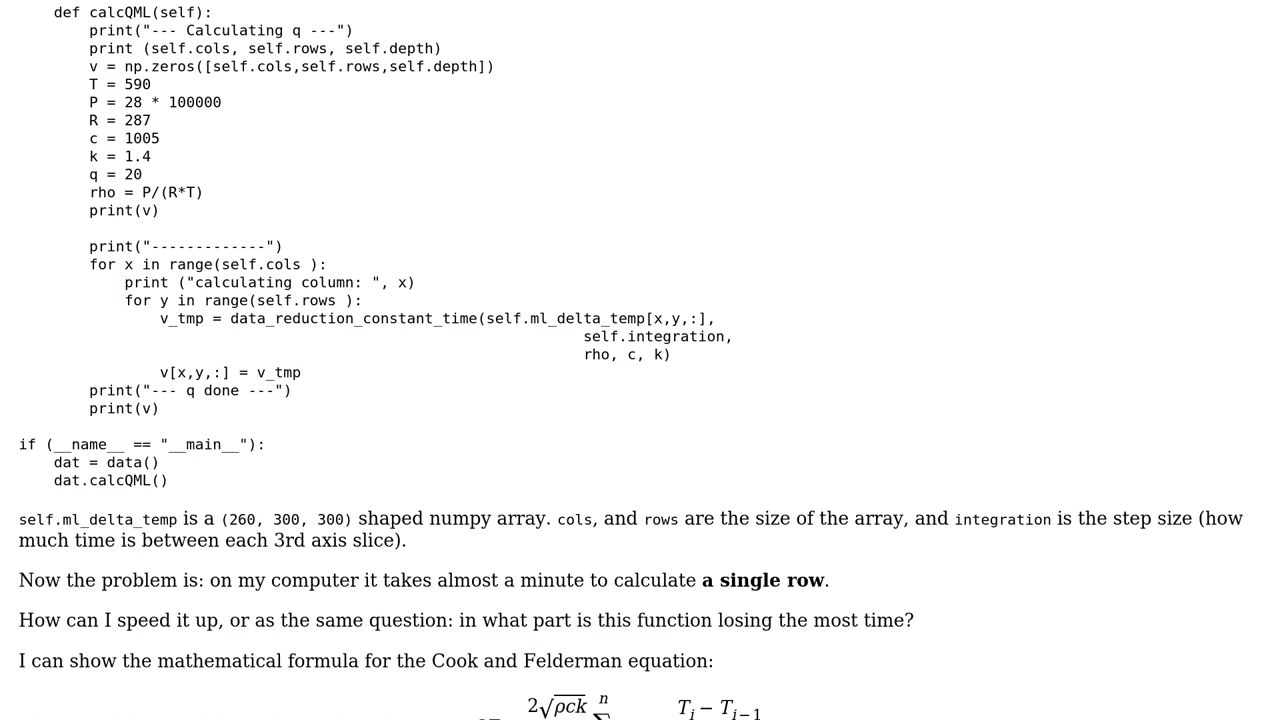 def calcQML(self):
        print("--- Calculating q ---")
        print (self.cols, self.rows, self.depth)
        v = np.zeros([self.cols,self.rows,self.depth])
        T = 590
        P = 28 * 100000
        R = 287
        c = 1005
        k = 1.4
        q = 20
        rho = P/(R*T)
        print(v)

        print("-------------")
        for x in range(self.cols ):
            print ("calculating column: ", x)
            for y in range(self.rows ):
                v_tmp = data_reduction_constant_time(self.ml_delta_temp[x,y,:],
                                                                self.integration,
                                                                rho, c, k)
                v[x,y,:] = v_tmp
        print("--- q done ---")
        print(v)

if (__name__ == "__main__"):
    dat = data()
    dat.calcQML()

self.ml_delta_temp is a (260, 300, 300) shaped numpy array. cols, and rows are the size of the array, and integration is the step size (how
much time is between each 3rd axis slice).
Now the problem is: on my computer it takes almost a minute to calculate a single row.
How can I speed it up, or as the same question: in what part is this function losing the most time?
I can show the mathematical formula for the Cook and Felderman equation:
2√ρck n T_i − T_{i−1}